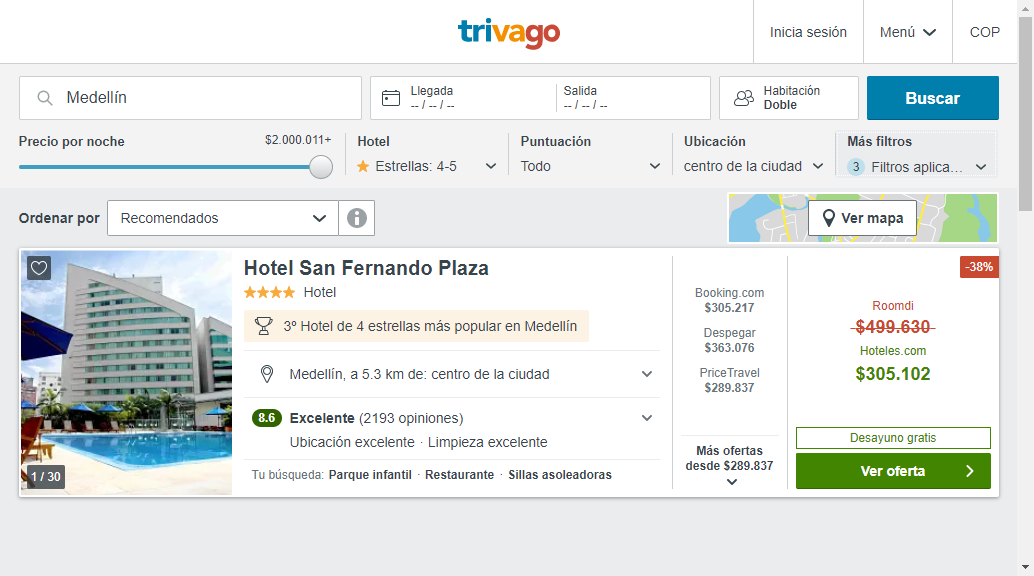 trivago
Inicia sesión
Menú
COP
Medellín
Llegada
-- / -- / --
Salida
-- / -- / --
Habitación
Doble
Buscar
Precio por noche
$2.000.011+
Hotel
Estrellas: 4-5
Puntuación
Todo
Ubicación
centro de la ciudad
Más filtros
3 Filtros aplica...
Ordenar por
Recomendados
Ver mapa
Hotel San Fernando Plaza
Hotel
3º Hotel de 4 estrellas más popular en Medellín
Medellín, a 5.3 km de: centro de la ciudad
8.6 Excelente (2193 opiniones)
Ubicación excelente · Limpieza excelente
Tu búsqueda: Parque infantil · Restaurante · Sillas asoleadoras
1 / 30
Booking.com
$305.217
Despegar
$363.076
PriceTravel
$289.837
Más ofertas
desde $289.837
-38%
Roomdi
$499.630
Hoteles.com
$305.102
Desayuno gratis
Ver oferta